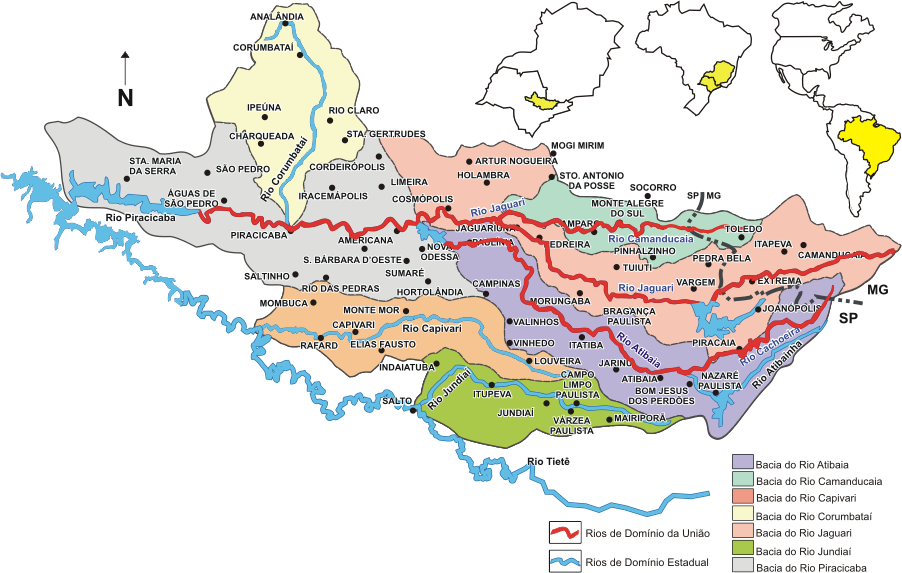 ANALÂNDIA
CORUMBATAÍ
N
IPEÚNA
RIO CLARO
CHARQUEADA
STA. GERTRUDES
MOGI MIRIM
STA. MARIA
DA SERRA
SÃO PEDRO
CORDEIRÓPOLIS
ARTUR NOGUEIRA
HOLAMBRA
STO. ANTONIO
DA POSSE
SOCORRO
SP
MG
ÁGUAS DE
SÃO PEDRO
Rio Corumbataí
IRACEMÁPOLIS
LIMEIRA
COSMÓPOLIS
Rio Jaguari
MONTE ALEGRE
DO SUL
Rio Piracicaba
PIRACICABA
AMERICANA
JAGUARIUNA
AMPARO
Rio Camanducaia
TOLEDO
ITAPEVA
CAMANDUCAIA
NOVA
ODESSA
PAULINIA
PEDREIRA
PINHALZINHO
PEDRA BELA
S. BÁRBARA D'OESTE
SUMARÉ
TUIUTI
SALTINHO
RIO DAS PEDRAS
HORTOLÂNDIA
CAMPINAS
Rio Jaguari
VARGEM
EXTREMA
MG
MOMBUCA
MONTE MOR
MORUNGABA
BRAGANÇA
PAULISTA
JOANÓPOLIS
SP
CAPIVARI
Rio Capivari
VALINHOS
RAFARD
ELIAS FAUSTO
VINHEDO
ITATIBA
Rio Atibaia
PIRACAIA
Rio Cachoeira
Rio Atibainha
INDAIATUBA
LOUVEIRA
JARINU
CAMPO
LIMPO
PAULISTA
ATIBAIA
NAZARÉ
PAULISTA
BOM JESUS
DOS PERDÕES
SALTO
Rio Jundiaí
ITUPEVA
JUNDIAÍ
VÁRZEA
PAULISTA
MAIRIPORÃ
Rio Tietê
Rios de Domínio da União
Rios de Domínio Estadual
Bacia do Rio Atibaia
Bacia do Rio Camanducaia
Bacia do Rio Capivari
Bacia do Rio Corumbataí
Bacia do Rio Jaguari
Bacia do Rio Jundiaí
Bacia do Rio Piracicaba